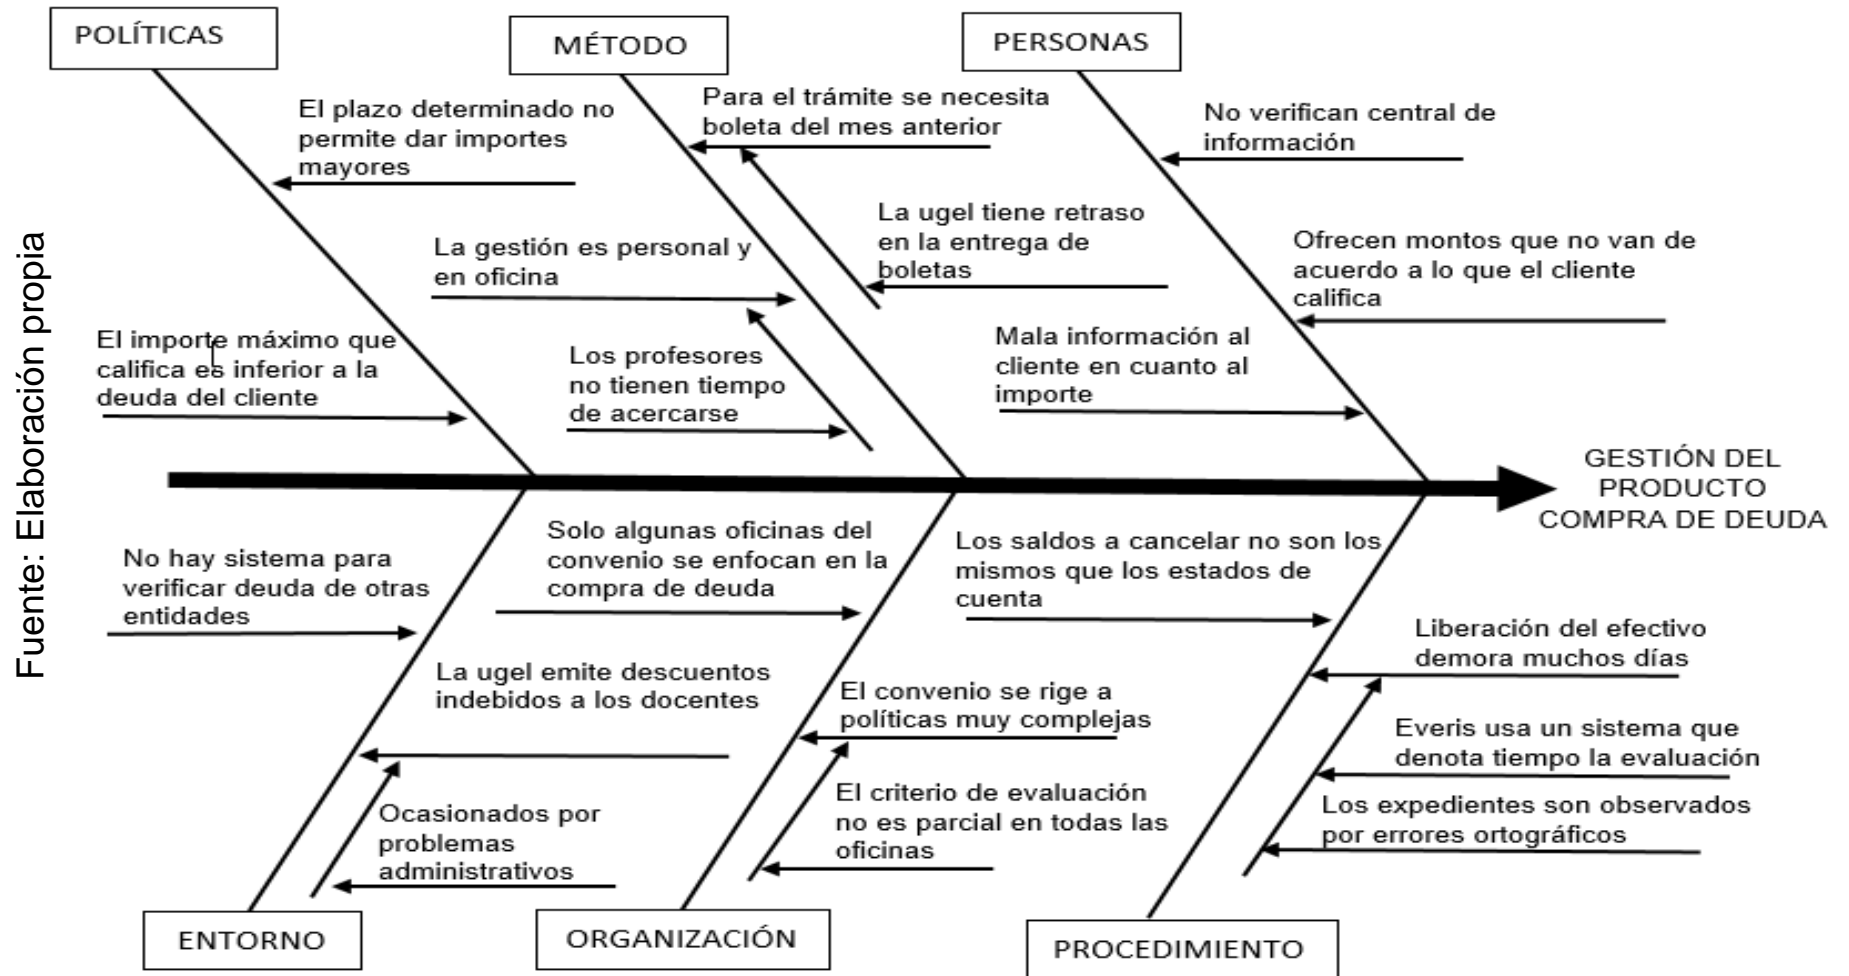 POLÍTICAS
MÉTODO
PERSONAS
El plazo determinado no
permite dar importes
mayores
Para el trámite se necesita
boleta del mes anterior
No verifican central de
información
La gestión es personal y
en oficina
La ugel tiene retraso
en la entrega de
boletas
Ofrecen montos que no van de
acuerdo a lo que el cliente
califica
El importe máximo que
califica es inferior a la
deuda del cliente
Los profesores
no tienen tiempo
de acercarse
Mala información al
cliente en cuanto al
importe
GESTIÓN DEL
PRODUCTO
COMPRA DE DEUDA
No hay sistema para
verificar deuda de otras
entidades
Solo algunas oficinas del
convenio se enfocan en la
compra de deuda
Los saldos a cancelar no son los
mismos que los estados de
cuenta
Liberación del efectivo
demora muchos días
La ugel emite descuentos
indebidos a los docentes
El convenio se rige a
políticas muy complejas
Everis usa un sistema que
denota tiempo la evaluación
Ocasionados por
problemas
administrativos
El criterio de evaluación
no es parcial en todas las
oficinas
Los expedientes son observados
por errores ortográficos
ENTORNO
ORGANIZACIÓN
PROCEDIMIENTO
Fuente: Elaboración propia